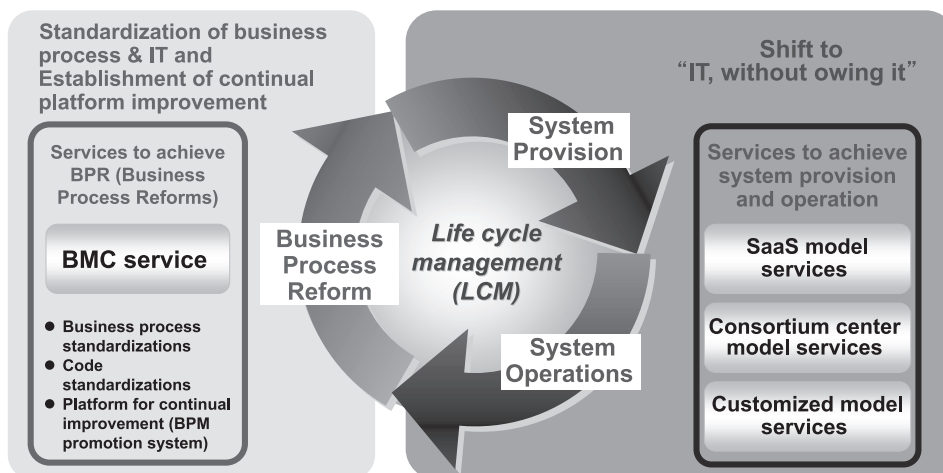 Standardization of business
process & IT and
Establishment of continual
platform improvement
Services to achieve
BPR (Business
Process Reforms)
BMC service
● Business process
standardizations
● Code
standardizations
● Platform for continual
improvement (BPM
promotion system)
Business
Process
Reform
System
Provision
Life cycle
management
(LCM)
System
Operations
Shift to
“IT, without owing it”
Services to achieve
system provision
and operation
SaaS model
services
Consortium center
model services
Customized model
services